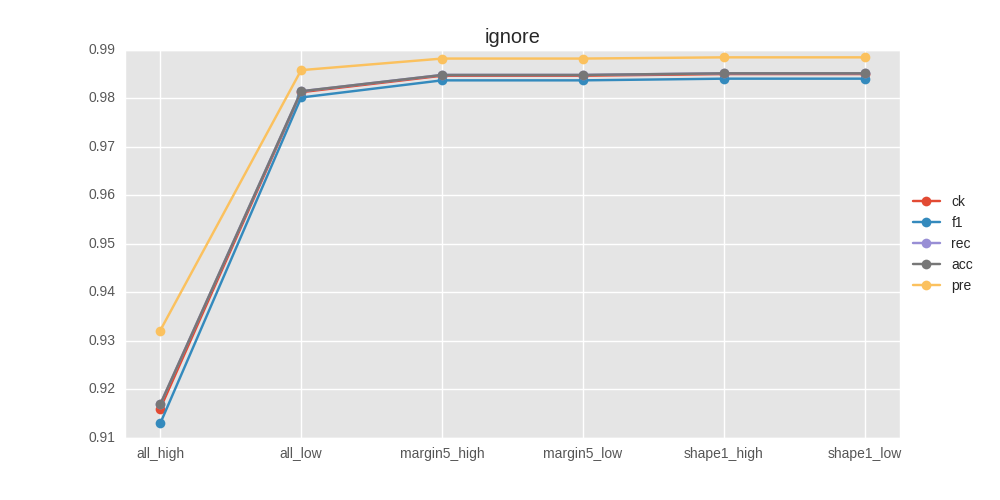 ignore
0.99
0.98
0.97
0.96
0.95
0.94
0.93
0.92
0.91
all_high
all_low
margin5_high
margin5_low
shape1_high
shape1_low
ck
f1
rec
acc
pre